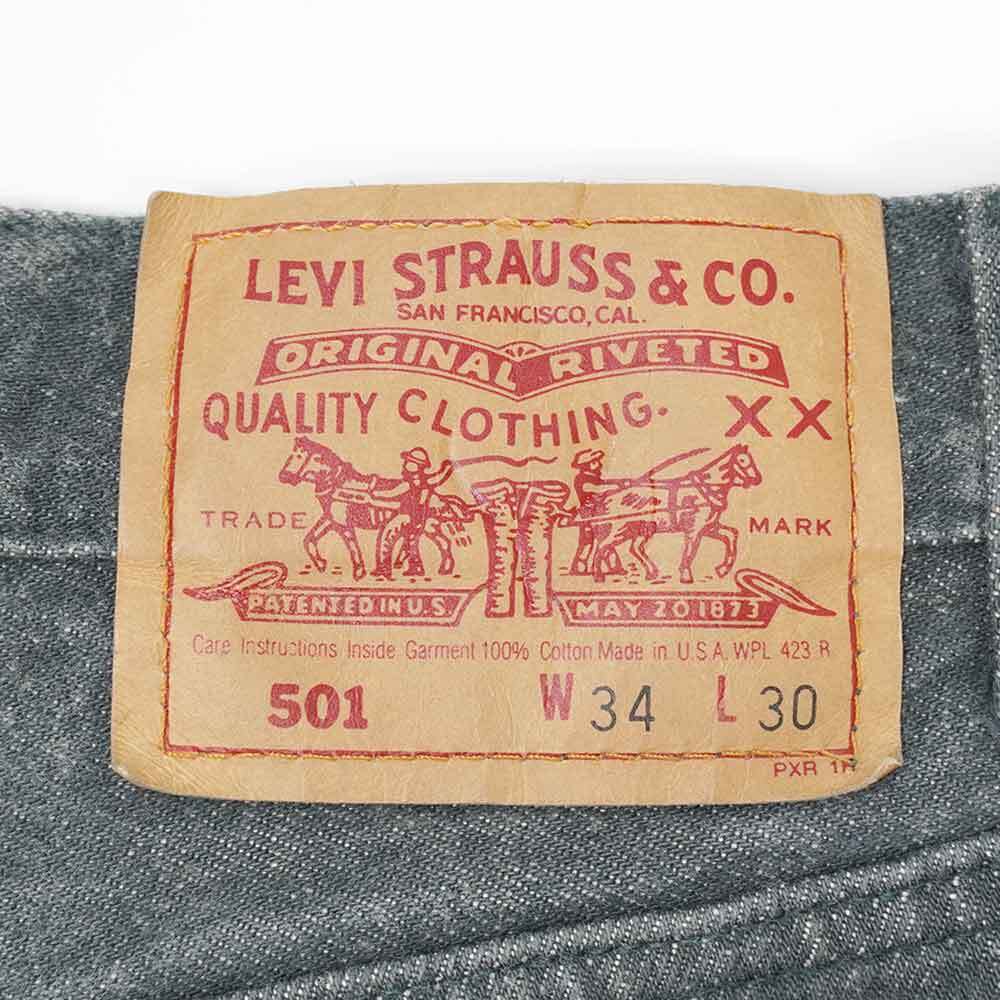 LEVI STRAUSS & CO.
SAN FRANCISCO, CAL.
ORIGINAL RIVETED
QUALITY CLOTHING. XX
TRADE MARK
PATENTED IN U.S. MAY 20 1873
Care Instructions Inside Garment 100% Cotton Made in U.S.A. WPL 423 R
501 W 34 L 30
PXR